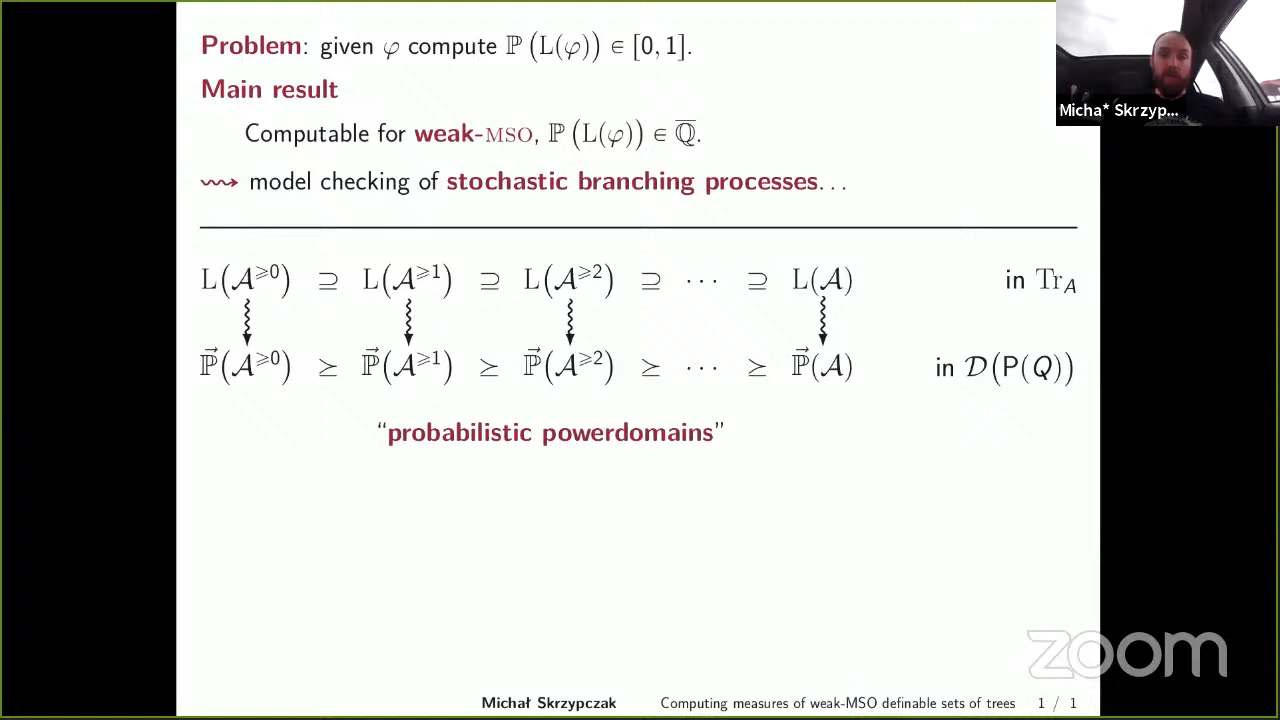 Problem: given φ compute ℙ(L(φ)) ∈ [0, 1].
Micha* Skrzyp...
Main result
Computable for weak-MSO, ℙ(L(φ)) ∈ ℚ̅.
⇝ model checking of stochastic branching processes...
L(𝒜^⩾0) ⊇ L(𝒜^⩾1) ⊇ L(𝒜^⩾2) ⊇ ⋯ ⊇ L(𝒜) in Tr_A
ℙ⃗(𝒜^⩾0) ⪰ ℙ⃗(𝒜^⩾1) ⪰ ℙ⃗(𝒜^⩾2) ⪰ ⋯ ⪰ ℙ⃗(𝒜) in 𝒟(P(Q))
“probabilistic powerdomains”
zoom
Michał Skrzypczak Computing measures of weak-MSO definable sets of trees 1 / 1